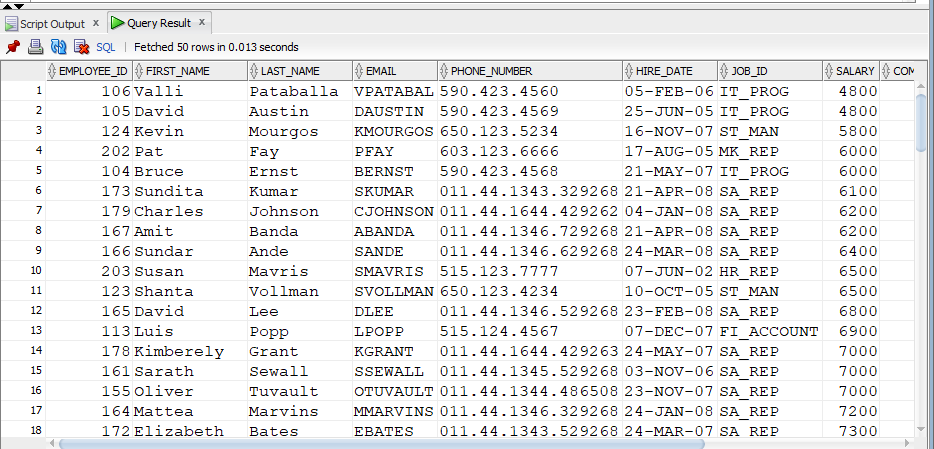 Script Output x Query Result x
SQL | Fetched 50 rows in 0.013 seconds
EMPLOYEE_ID FIRST_NAME LAST_NAME EMAIL PHONE_NUMBER HIRE_DATE JOB_ID SALARY COM
1 106 Valli Pataballa VPATABAL 590.423.4560 05-FEB-06 IT_PROG 4800
2 105 David Austin DAUSTIN 590.423.4569 25-JUN-05 IT_PROG 4800
3 124 Kevin Mourgos KMOURGOS 650.123.5234 16-NOV-07 ST_MAN 5800
4 202 Pat Fay PFAY 603.123.6666 17-AUG-05 MK_REP 6000
5 104 Bruce Ernst BERNST 590.423.4568 21-MAY-07 IT_PROG 6000
6 173 Sundita Kumar SKUMAR 011.44.1343.329268 21-APR-08 SA_REP 6100
7 179 Charles Johnson CJOHNSON 011.44.1644.429262 04-JAN-08 SA_REP 6200
8 167 Amit Banda ABANDA 011.44.1346.729268 21-APR-08 SA_REP 6200
9 166 Sundar Ande SANDE 011.44.1346.629268 24-MAR-08 SA_REP 6400
10 203 Susan Mavris SMAVRIS 515.123.7777 07-JUN-02 HR_REP 6500
11 123 Shanta Vollman SVOLLMAN 650.123.4234 10-OCT-05 ST_MAN 6500
12 165 David Lee DLEE 011.44.1346.529268 23-FEB-08 SA_REP 6800
13 113 Luis Popp LPOPP 515.124.4567 07-DEC-07 FI_ACCOUNT 6900
14 178 Kimberely Grant KGRANT 011.44.1644.429263 24-MAY-07 SA_REP 7000
15 161 Sarath Sewall SSEWALL 011.44.1345.529268 03-NOV-06 SA_REP 7000
16 155 Oliver Tuvault OTUVAULT 011.44.1344.486508 23-NOV-07 SA_REP 7000
17 164 Mattea Marvins MMARVINS 011.44.1346.329268 24-JAN-08 SA_REP 7200
18 172 Elizabeth Bates EBATES 011.44.1343.529268 24-MAR-07 SA_REP 7300